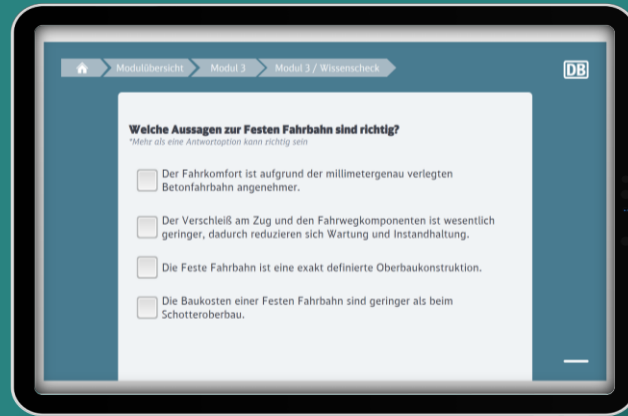 Modulübersicht
Modul 3
Modul 3 / Wissenscheck
DB
Welche Aussagen zur Festen Fahrbahn sind richtig?
*Mehr als eine Antwortoption kann richtig sein
Der Fahrkomfort ist aufgrund der millimetergenau verlegten
Betonfahrbahn angenehmer.
Der Verschleiß am Zug und den Fahrwegkomponenten ist wesentlich
geringer, dadurch reduzieren sich Wartung und Instandhaltung.
Die Feste Fahrbahn ist eine exakt definierte Oberbaukonstruktion.
Die Baukosten einer Festen Fahrbahn sind geringer als beim
Schotteroberbau.